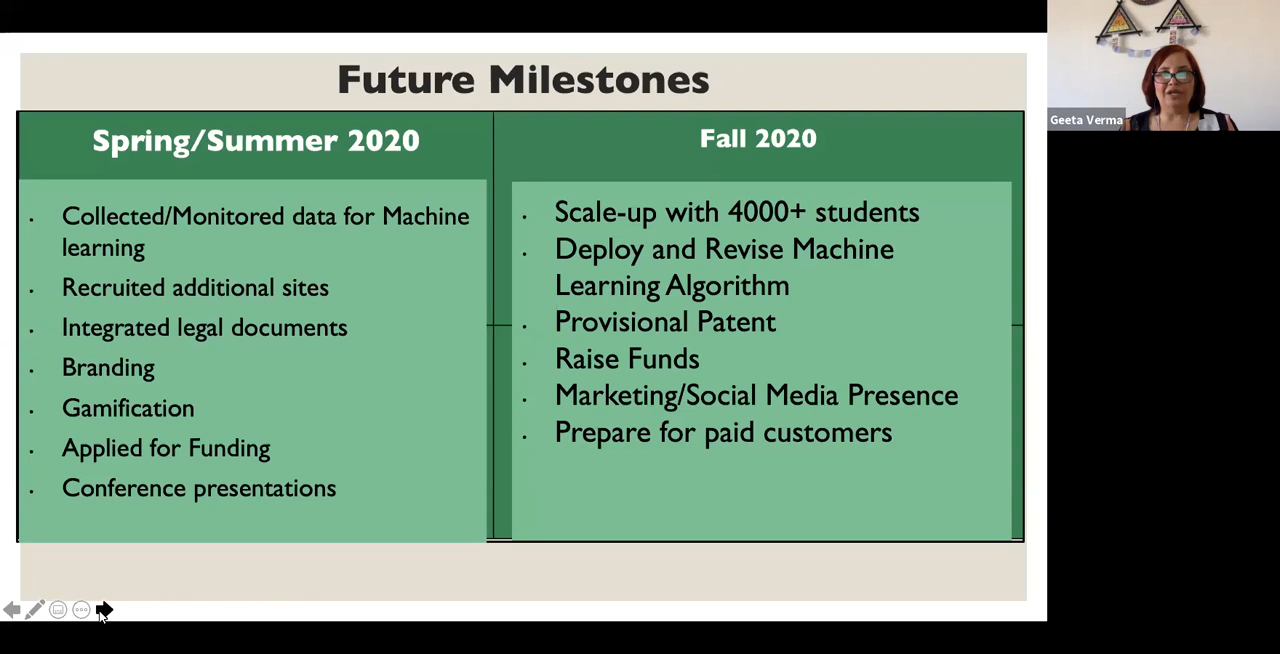 Future Milestones
Spring/Summer 2020
Collected/Monitored data for Machine
learning
Recruited additional sites
Integrated legal documents
Branding
Gamification
Applied for Funding
Conference presentations
Fall 2020
Scale-up with 4000+ students
Deploy and Revise Machine
Learning Algorithm
Provisional Patent
Raise Funds
Marketing/Social Media Presence
Prepare for paid customers
Geeta Verma